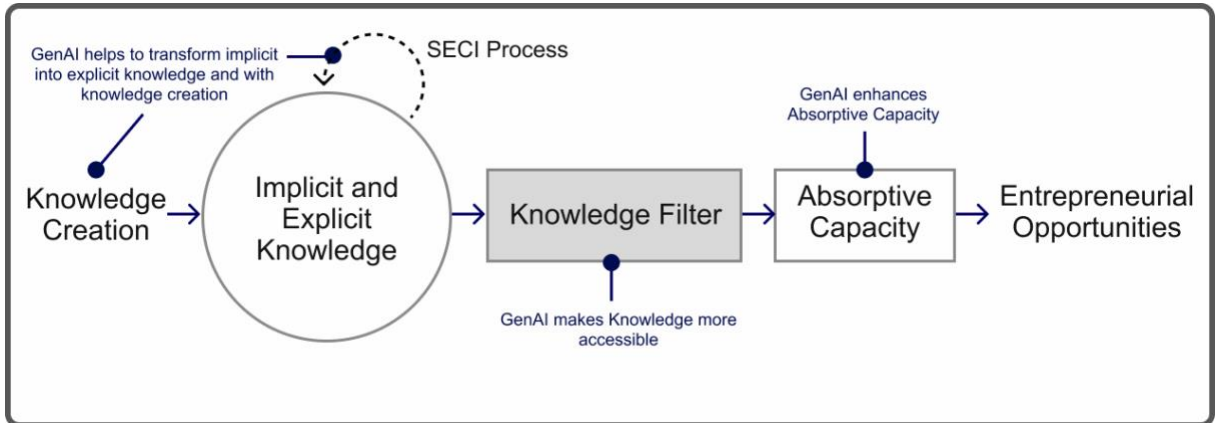 GenAI helps to transform implicit
into explicit knowledge and with
knowledge creation
SECI Process
GenAI enhances
Absorptive Capacity
Knowledge
Creation
Implicit and
Explicit
Knowledge
Knowledge Filter
Absorptive
Capacity
Entrepreneurial
Opportunities
GenAI makes Knowledge more
accessible